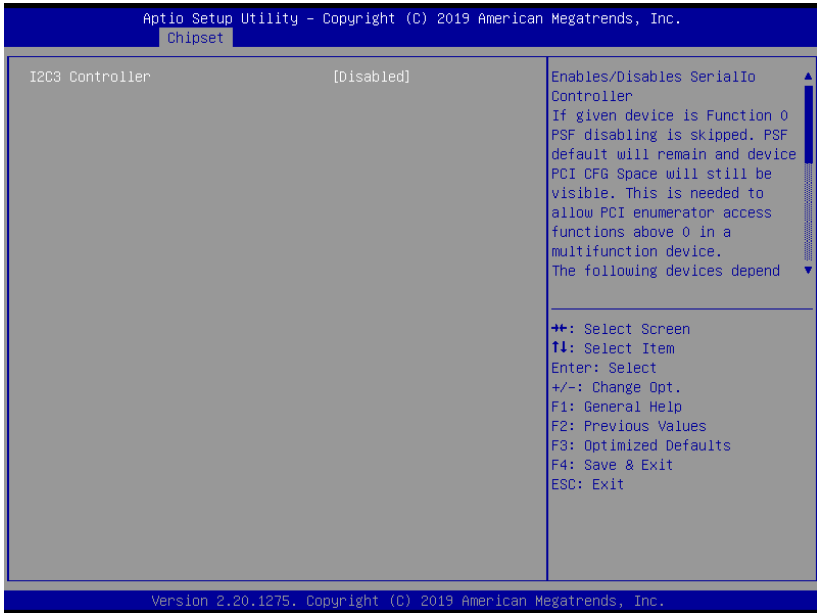 Aptio Setup Utility – Copyright (C) 2019 American Megatrends, Inc.
Chipset
I2C3 Controller [Disabled]
Enables/Disables SerialIo
Controller
If given device is Function 0
PSF disabling is skipped. PSF
default will remain and device
PCI CFG Space will still be
visible. This is needed to
allow PCI enumerator access
functions above 0 in a
multifunction device.
The following devices depend
→←: Select Screen
↑↓: Select Item
Enter: Select
+/-: Change Opt.
F1: General Help
F2: Previous Values
F3: Optimized Defaults
F4: Save & Exit
ESC: Exit
Version 2.20.1275. Copyright (C) 2019 American Megatrends, Inc.